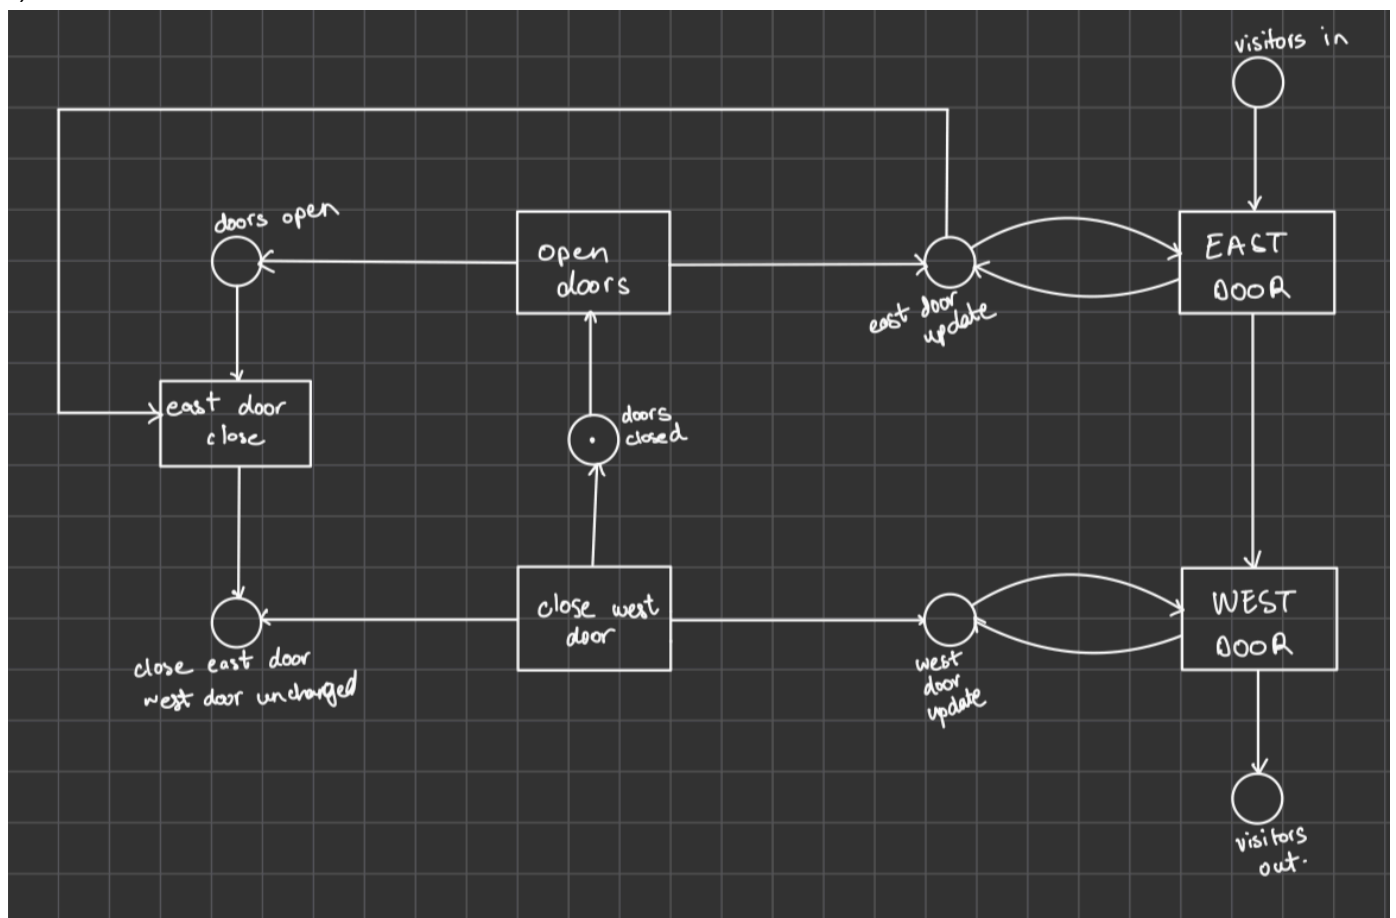 visitors in
doors open
open
doors
EAST
DOOR
east door
update
east door
close
doors
closed
close west
door
WEST
DOOR
close east door
west door unchanged
west
door
update
visitors
out.